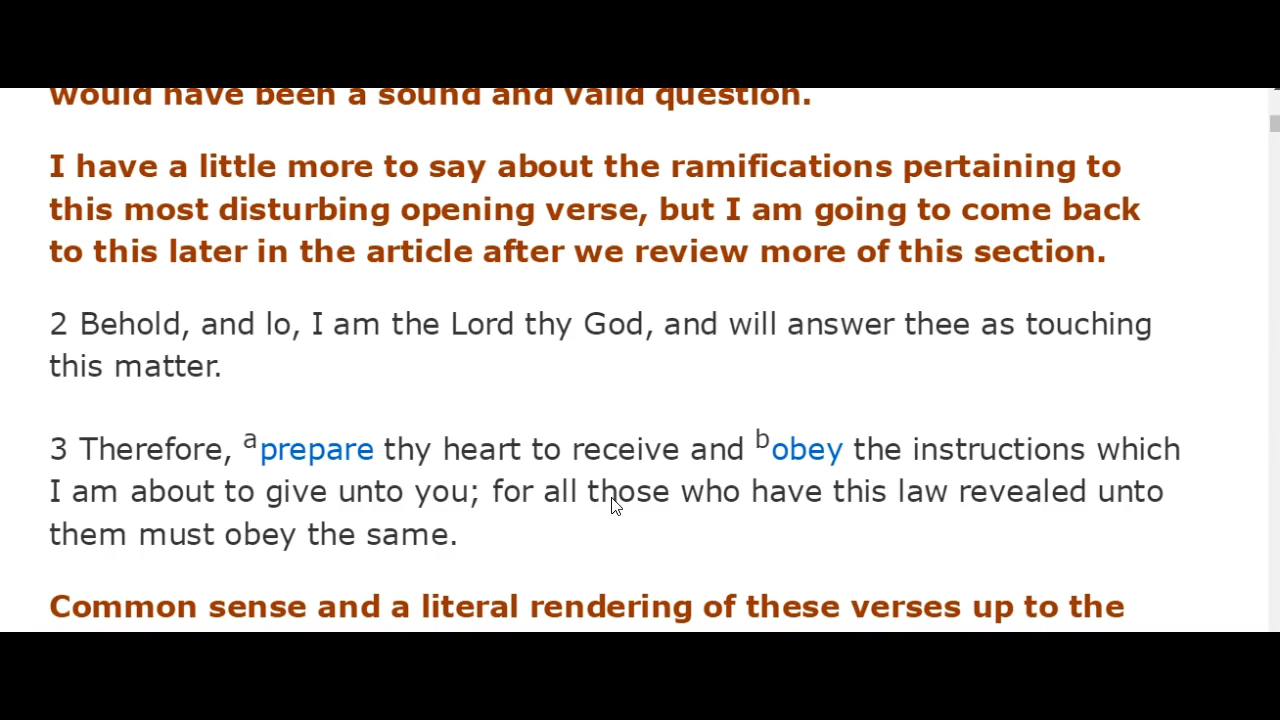 would have been a sound and valid question.
I have a little more to say about the ramifications pertaining to
this most disturbing opening verse, but I am going to come back
to this later in the article after we review more of this section.
2 Behold, and lo, I am the Lord thy God, and will answer thee as touching
this matter.
3 Therefore, aprepare thy heart to receive and bobey the instructions which
I am about to give unto you; for all those who have this law revealed unto
them must obey the same.
Common sense and a literal rendering of these verses up to the